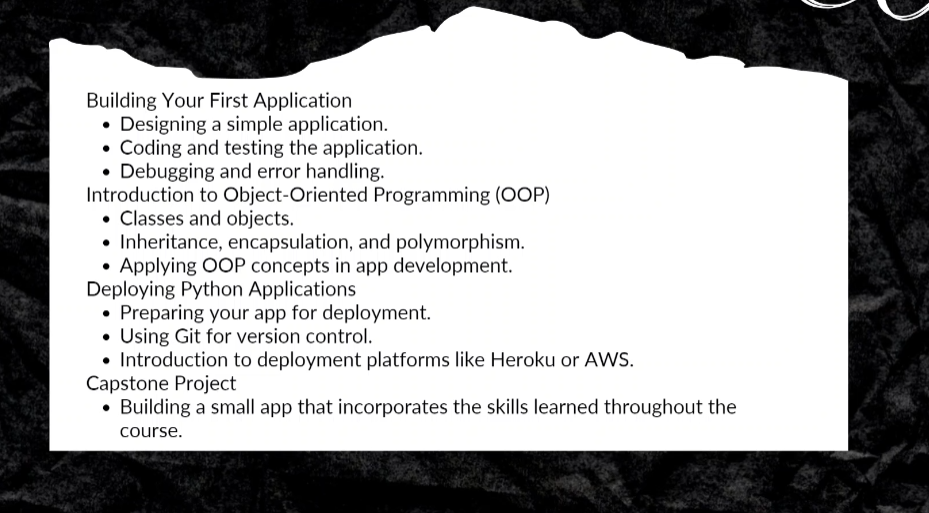 Building Your First Application
• Designing a simple application.
• Coding and testing the application.
• Debugging and error handling.
Introduction to Object-Oriented Programming (OOP)
• Classes and objects.
• Inheritance, encapsulation, and polymorphism.
• Applying OOP concepts in app development.
Deploying Python Applications
• Preparing your app for deployment.
• Using Git for version control.
• Introduction to deployment platforms like Heroku or AWS.
Capstone Project
• Building a small app that incorporates the skills learned throughout the
course.